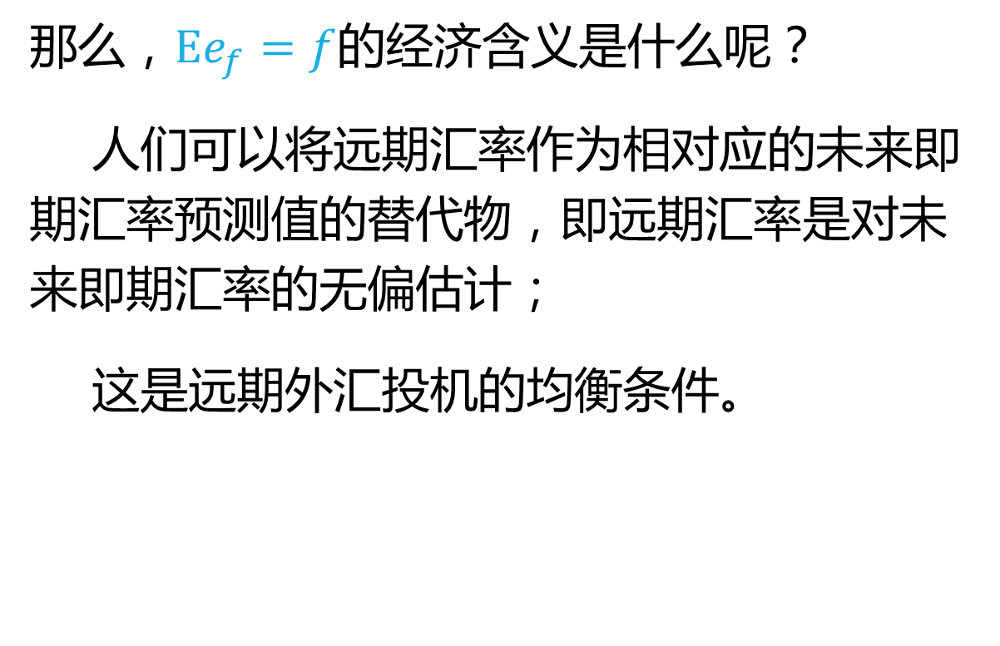 那么，Ee_f = f的经济含义是什么呢？
人们可以将远期汇率作为相对应的未来即
期汇率预测值的替代物，即远期汇率是对未
来即期汇率的无偏估计；
这是远期外汇投机的均衡条件。